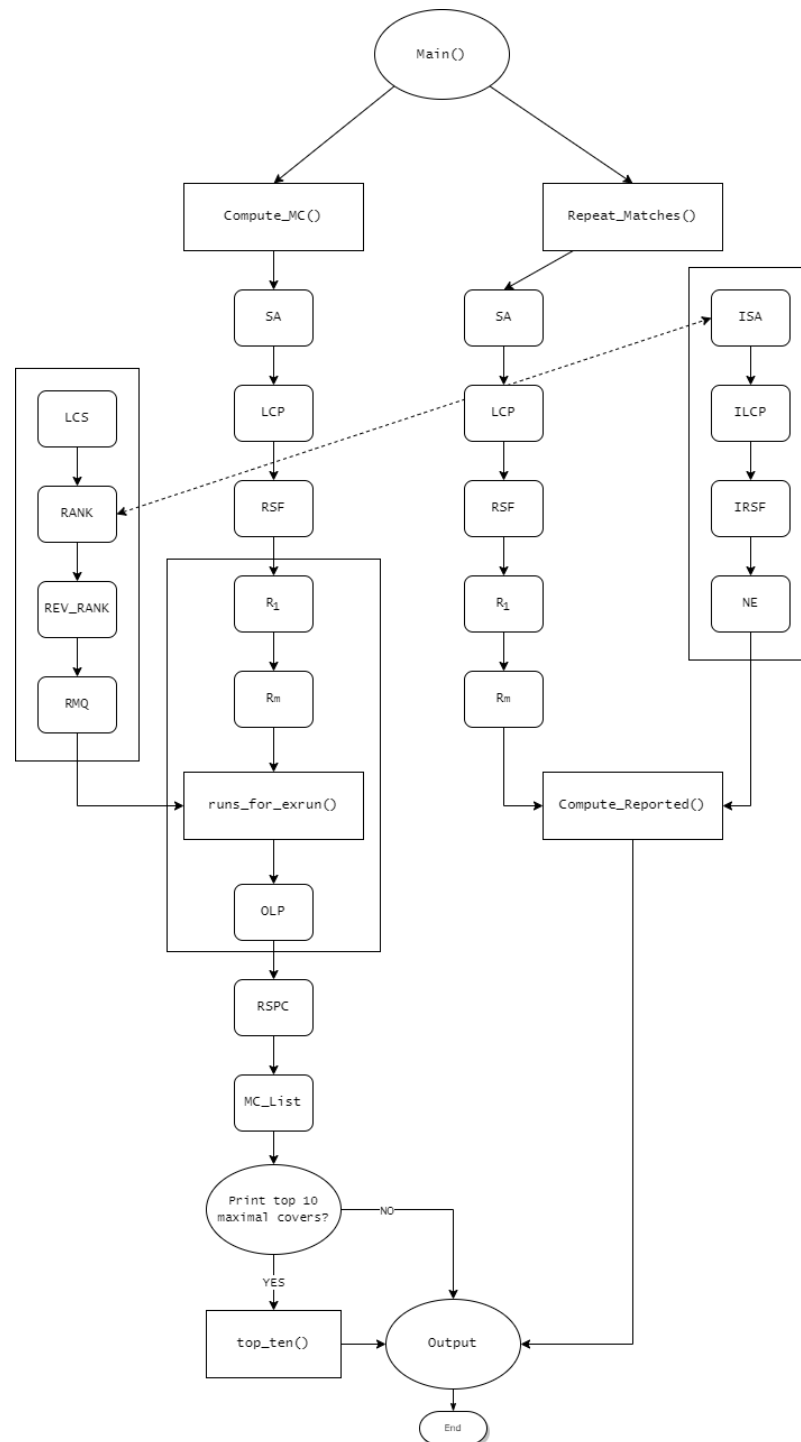 Main()
Compute_MC()
Repeat_Matches()
SA
SA
ISA
LCS
LCP
LCP
ILCP
RANK
RSF
RSF
IRSF
REV_RANK
R1
R1
NE
RMQ
Rm
Rm
runs_for_exrun()
Compute_Reported()
OLP
RSPC
MC_List
Print top 10
maximal covers?
NO
YES
top_ten()
Output
End